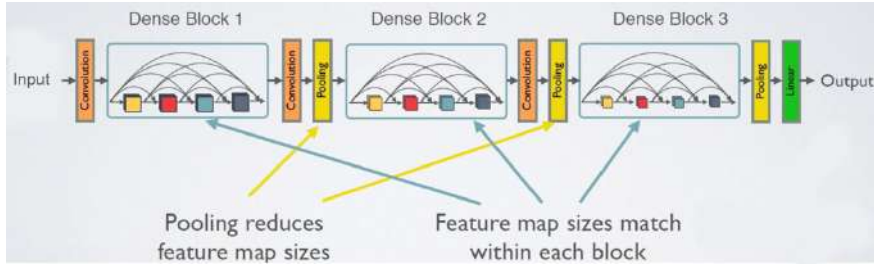 Dense Block 1
Dense Block 2
Dense Block 3
Input
Convolution
Convolution
Pooling
Convolution
Pooling
Pooling
Linear
Output
Pooling reduces
feature map sizes
Feature map sizes match
within each block